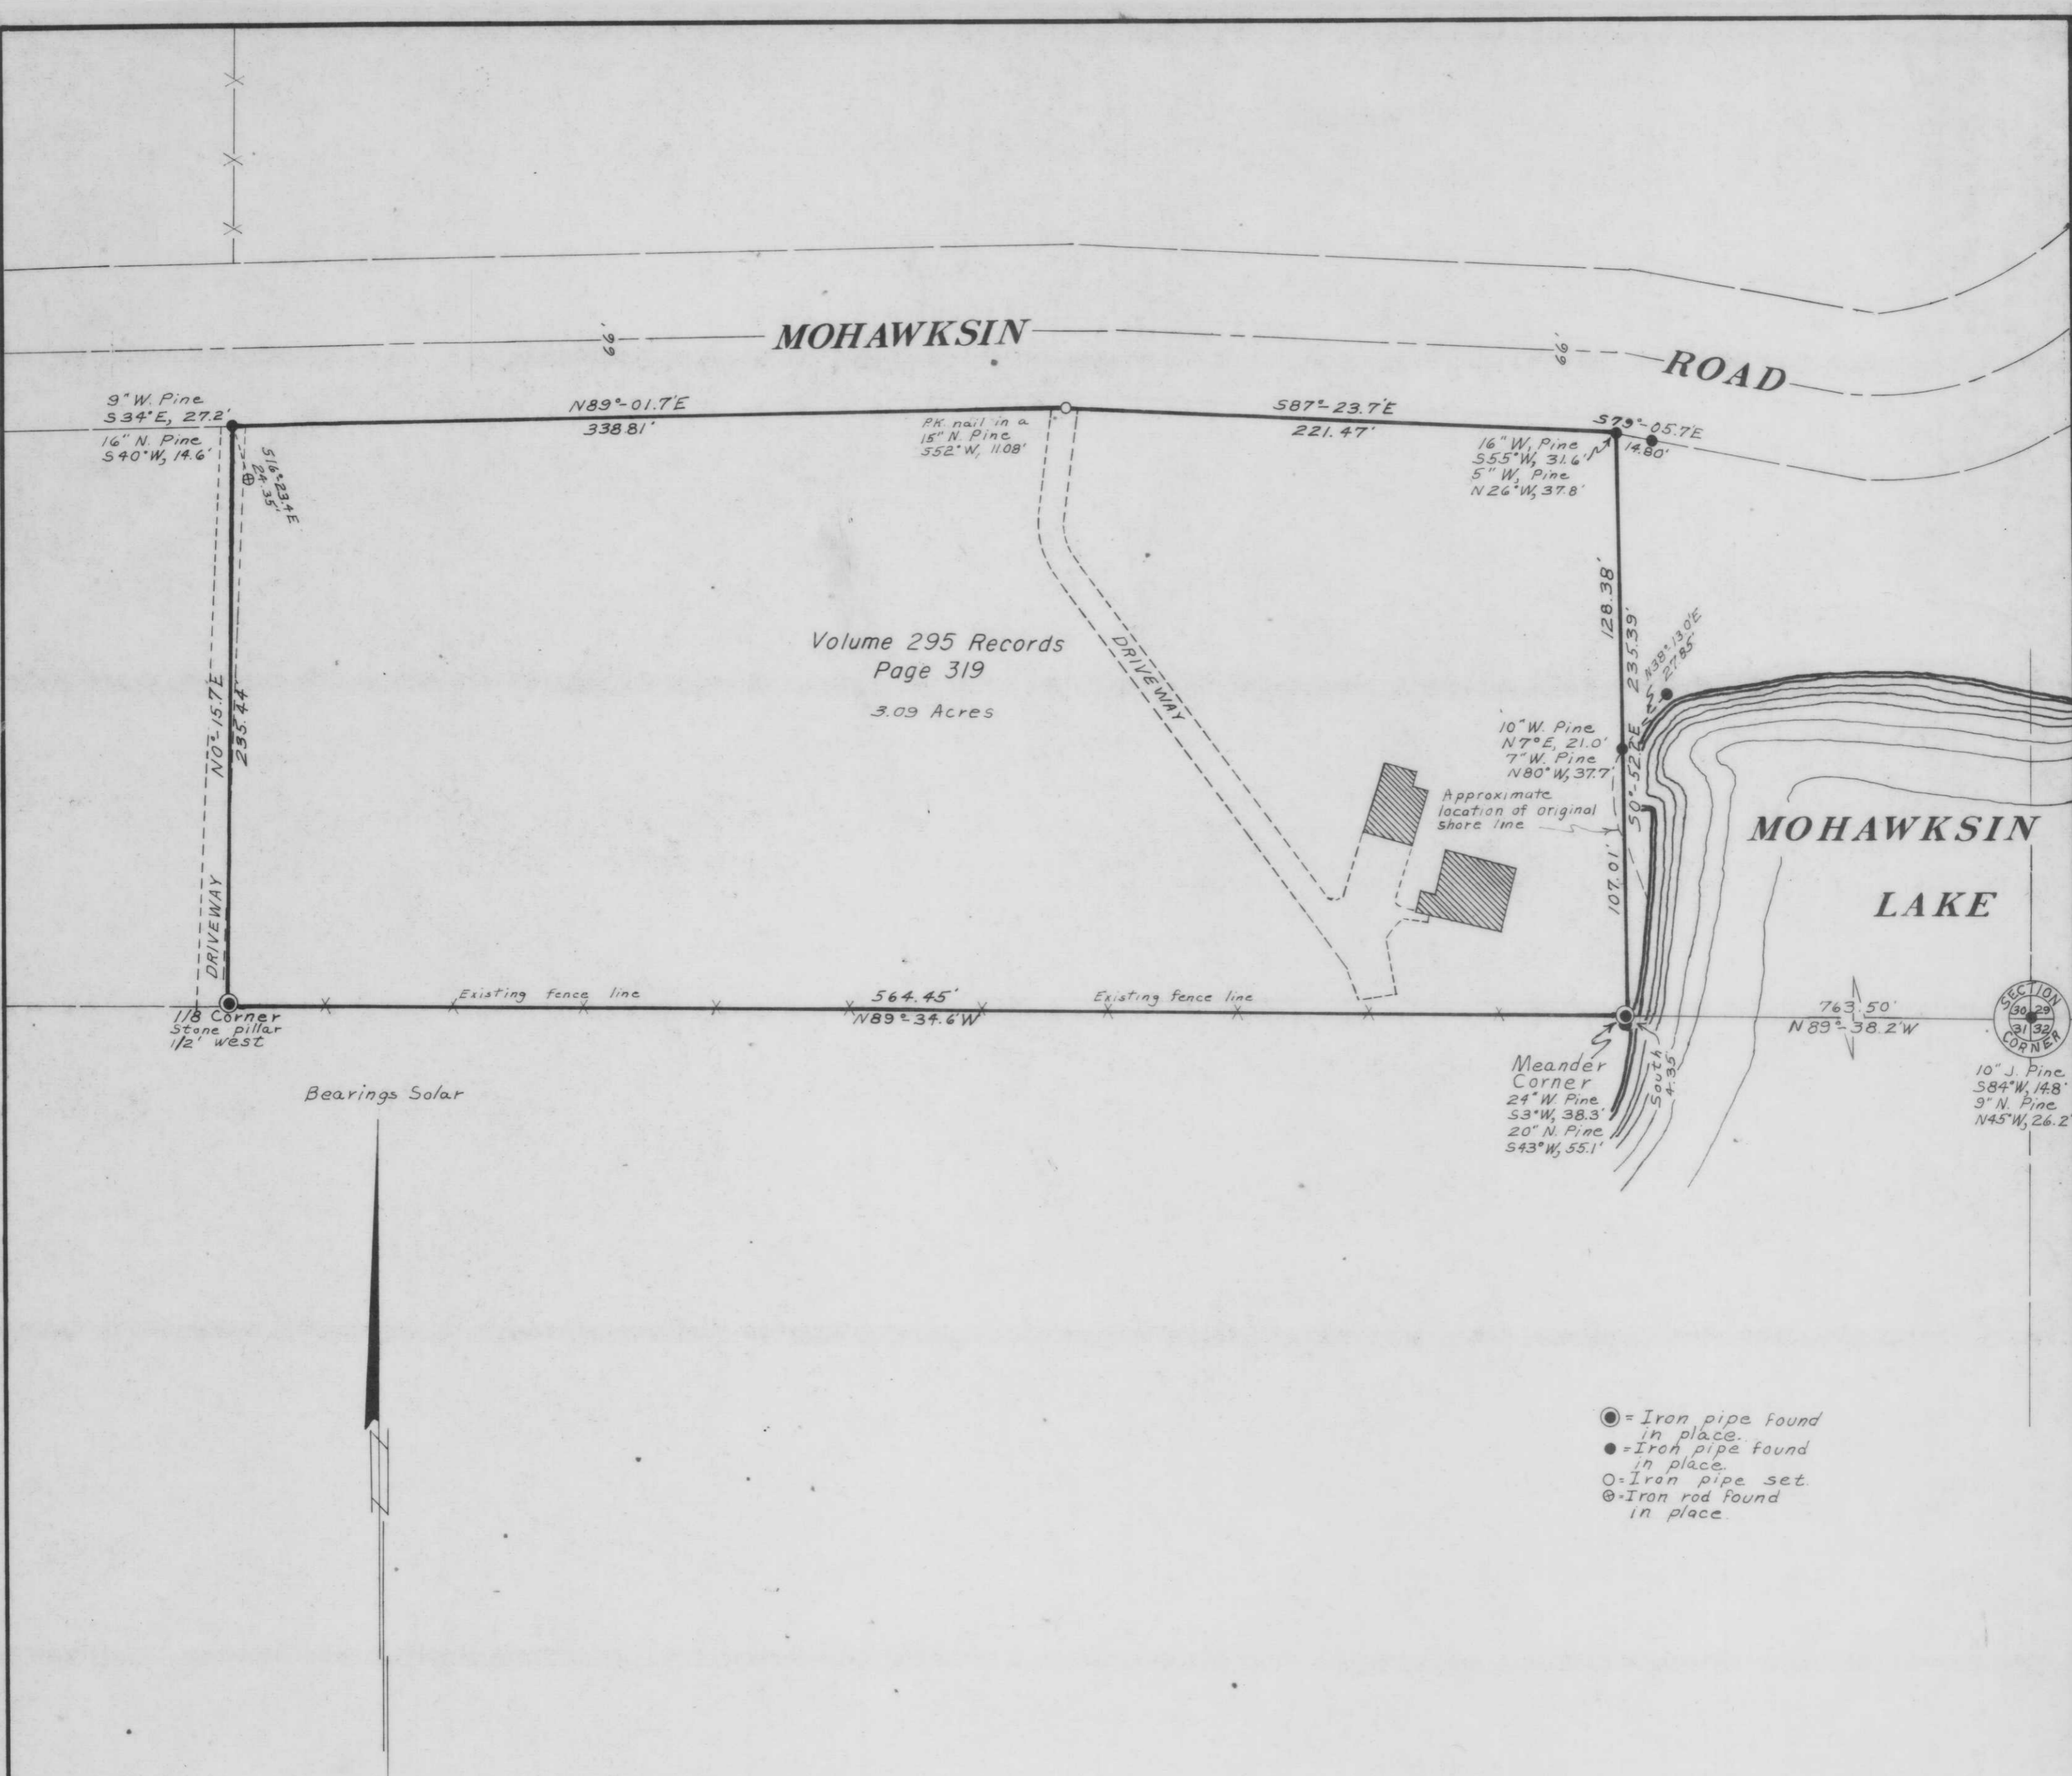 66'
MOHAWKSIN
66'
ROAD
9" W. Pine
S34°E, 27.2'
16" N. Pine
S40°W, 14.6'
S16°-23.4'E
24.35'
N89°-01.7'E
338.81'
P.K. nail in a
15" N. Pine
S52°W, 11.08'
S87°-23.7'E
221.47'
S79°-05.7'E
14.80'
16" W. Pine
S55°W, 31.6'
5" W. Pine
N26°W, 37.8'
128.38'
235.39'
S0°-52.2'E
107.01'
N38°-13.0'E
27.85'
N0°-15.7'E
235.44'
DRIVEWAY
Volume 295 Records
Page 319
3.09 Acres
DRIVEWAY
10" W. Pine
N7°E, 21.0'
7" W. Pine
N80°W, 37.7'
Approximate
location of original
shore line
MOHAWKSIN
LAKE
Existing fence line
564.45'
N89°-34.6'W
Existing fence line
1/8 Corner
Stone pillar
1/2' west
763.50'
N89°-38.2'W
SECTION
30 29
31 32
CORNER
10" J. Pine
S84°W, 14.8'
9" N. Pine
N45°W, 26.2'
Meander
Corner
24" W. Pine
S3°W, 38.3'
20" N. Pine
S43°W, 55.1'
South
4.35'
Bearings Solar
= Iron pipe found
in place.
= Iron pipe found
in place.
= Iron pipe set.
= Iron rod found
in place.